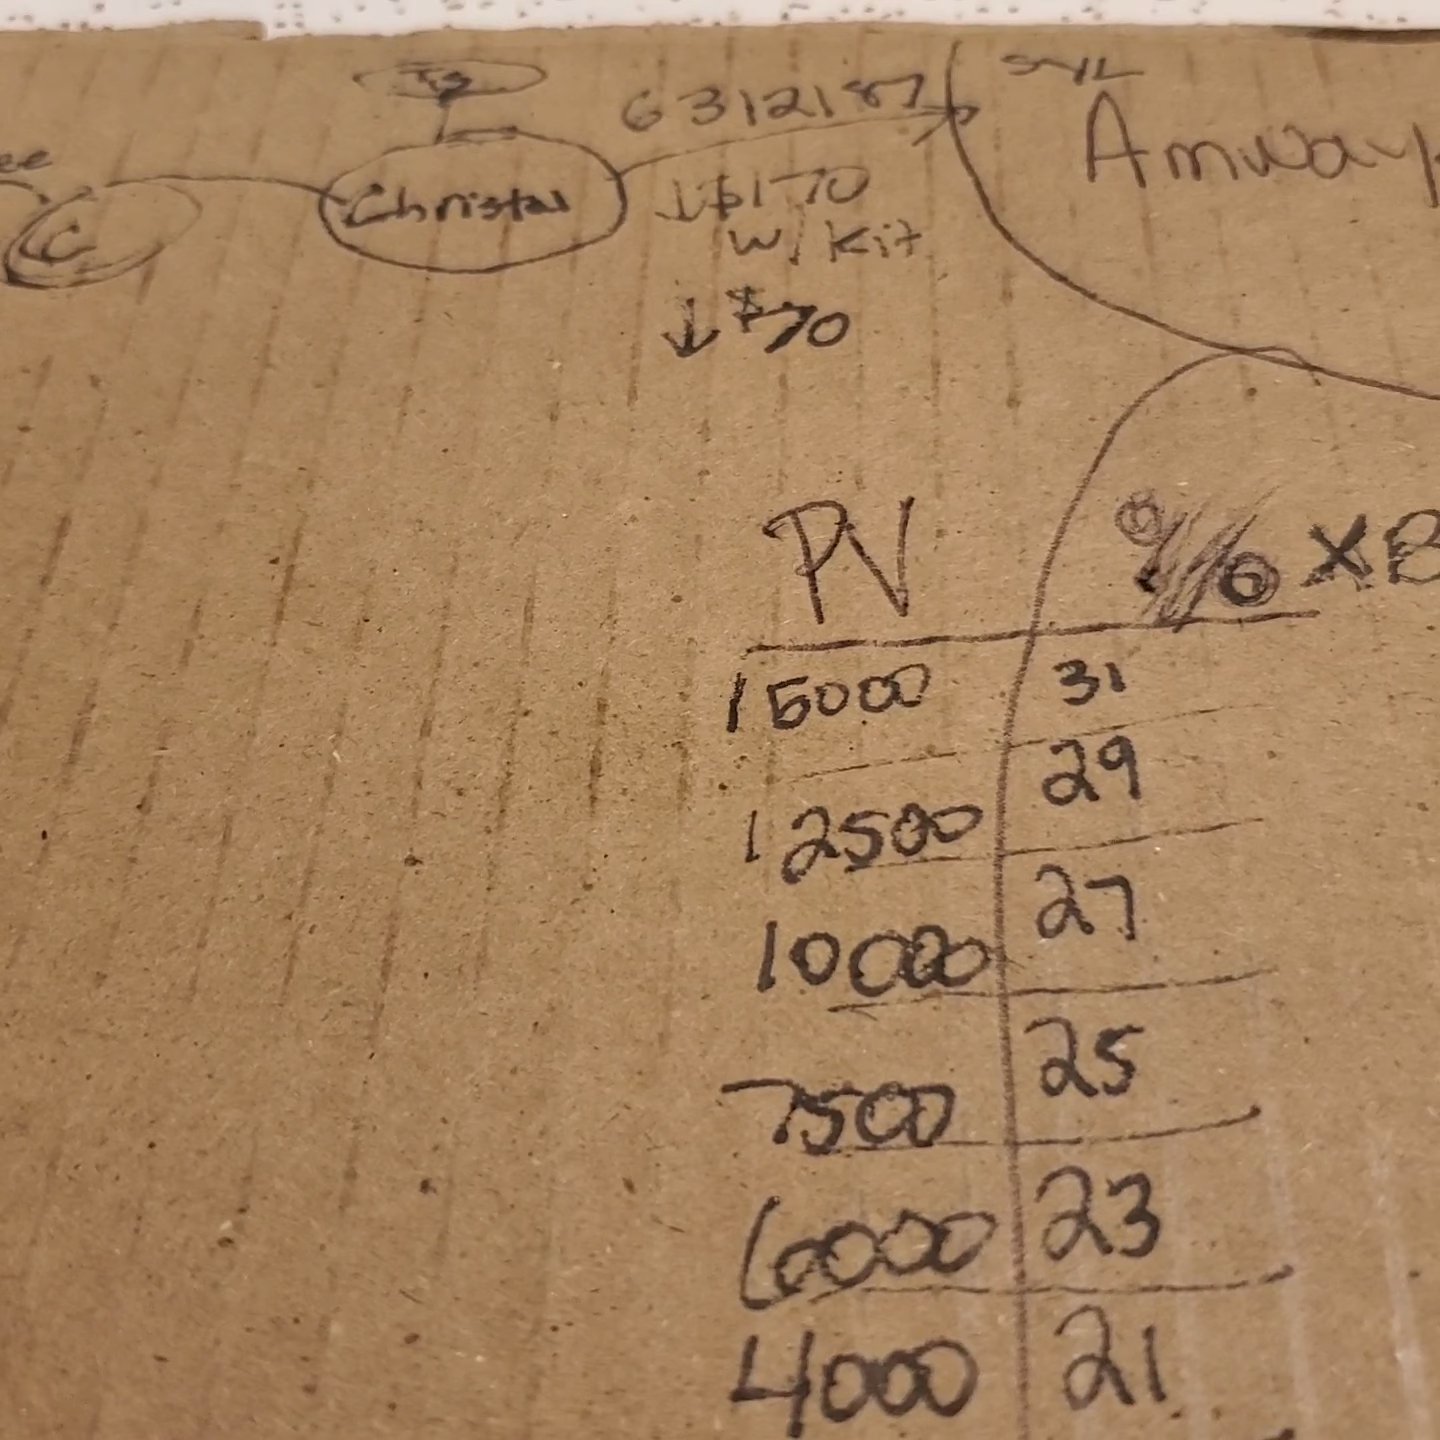 6312187
Amway
ee
C
Christal
↓$170
w/ Kit
↓$70
PV
% X B
15000 31
12500 29
10000 27
7500 25
6000 23
4000 21